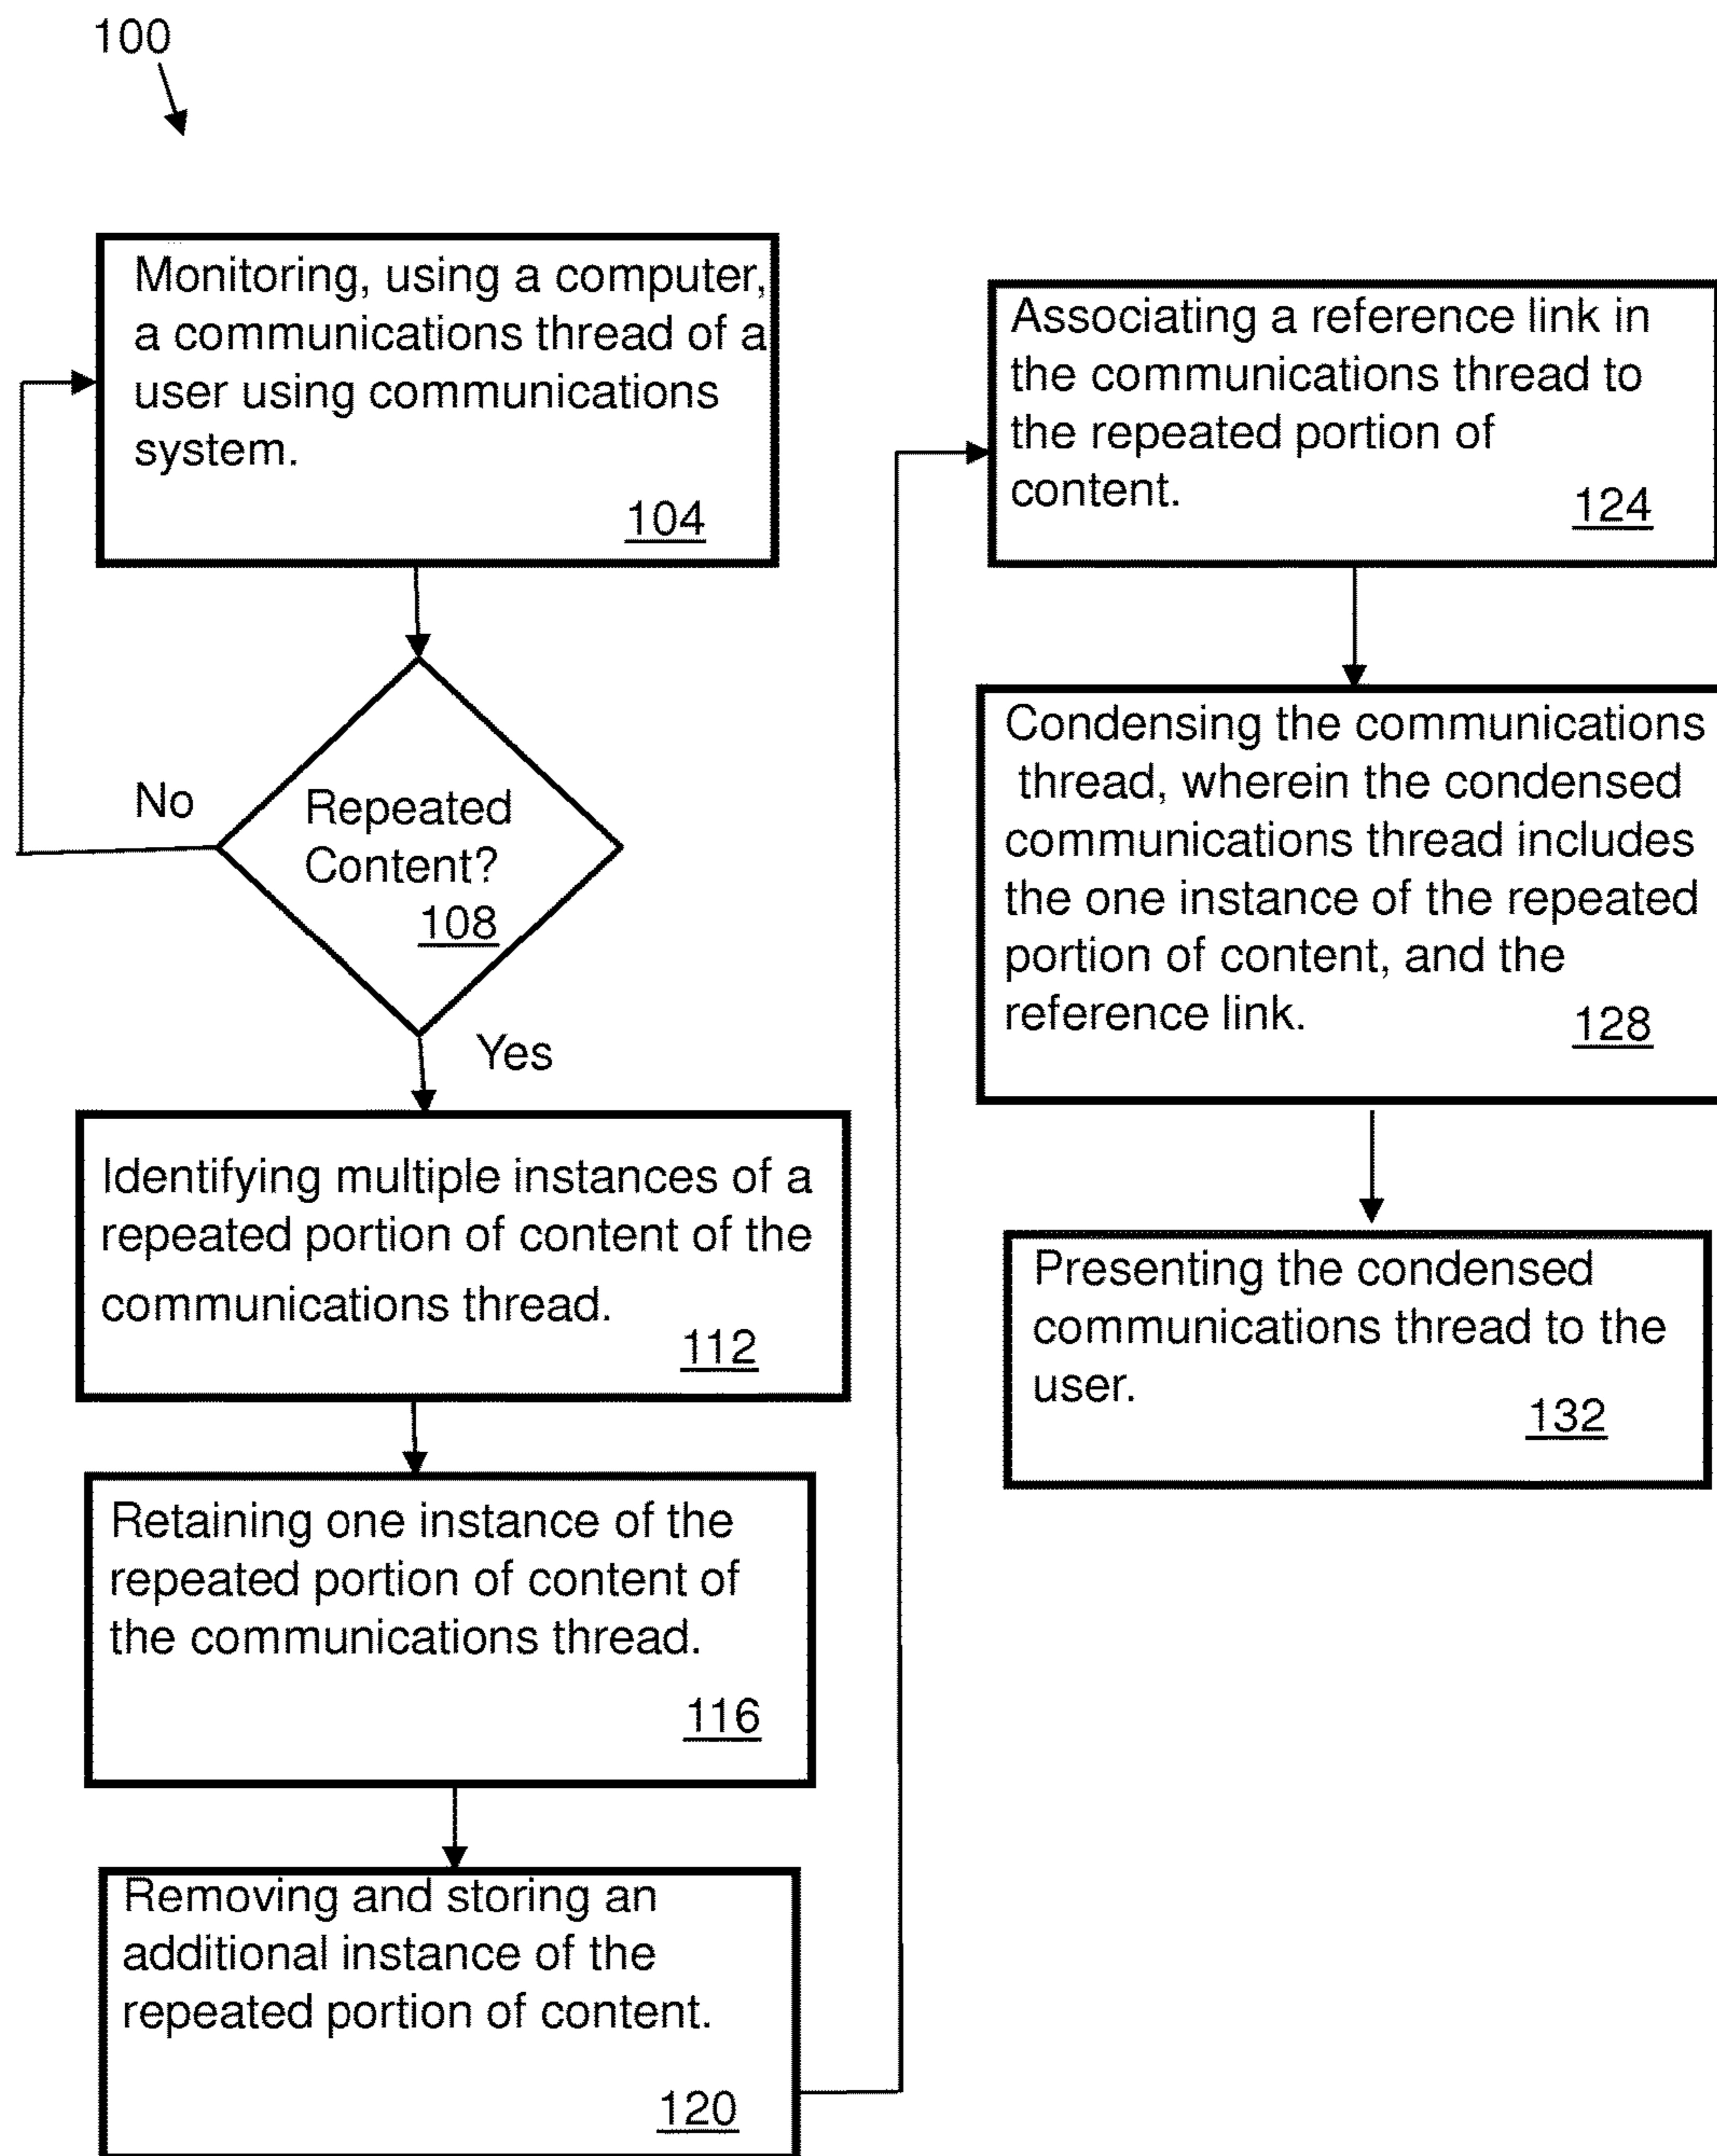 100
Monitoring, using a computer,
a communications thread of a
user using communications
system.
104
No
Repeated
Content?
108
Yes
Identifying multiple instances of a
repeated portion of content of the
communications thread.
112
Retaining one instance of the
repeated portion of content of
the communications thread.
116
Removing and storing an
additional instance of the
repeated portion of content.
120
Associating a reference link in
the communications thread to
the repeated portion of
content.
124
Condensing the communications
thread, wherein the condensed
communications thread includes
the one instance of the repeated
portion of content, and the
reference link.
128
Presenting the condensed
communications thread to the
user.
132